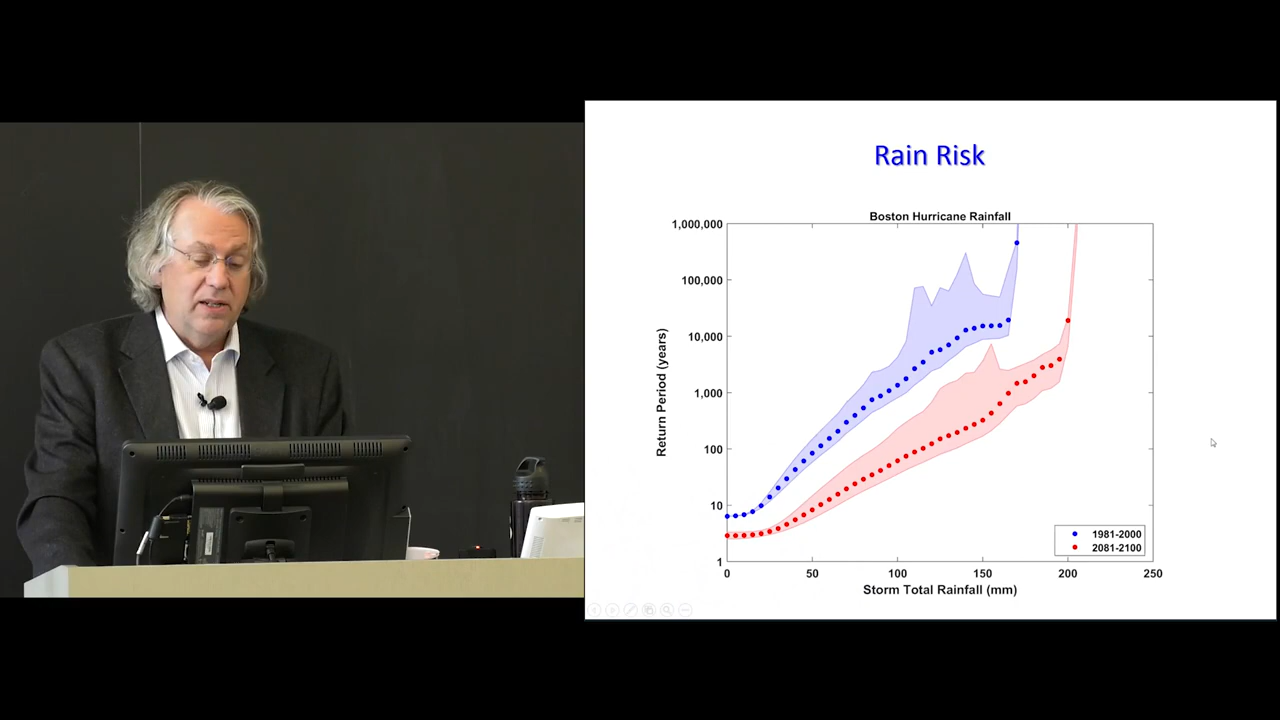 Rain Risk
Boston Hurricane Rainfall
1,000,000
100,000
10,000
1,000
100
10
1
Return Period (years)
0 50 100 150 200 250
Storm Total Rainfall (mm)
1981-2000
2081-2100